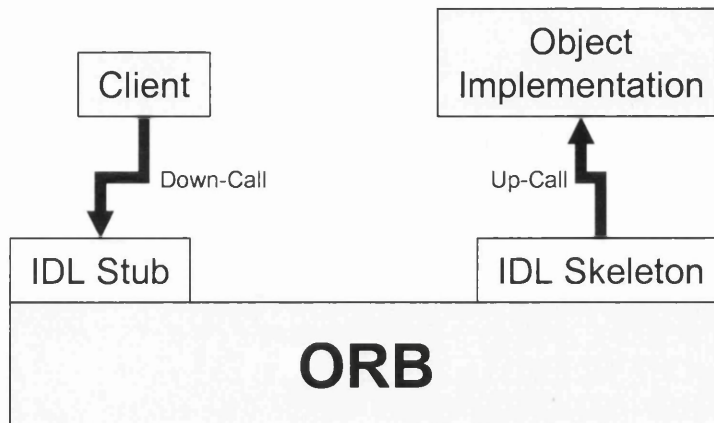 Client
Object
Implementation
Down-Call
Up-Call
IDL Stub
IDL Skeleton
ORB